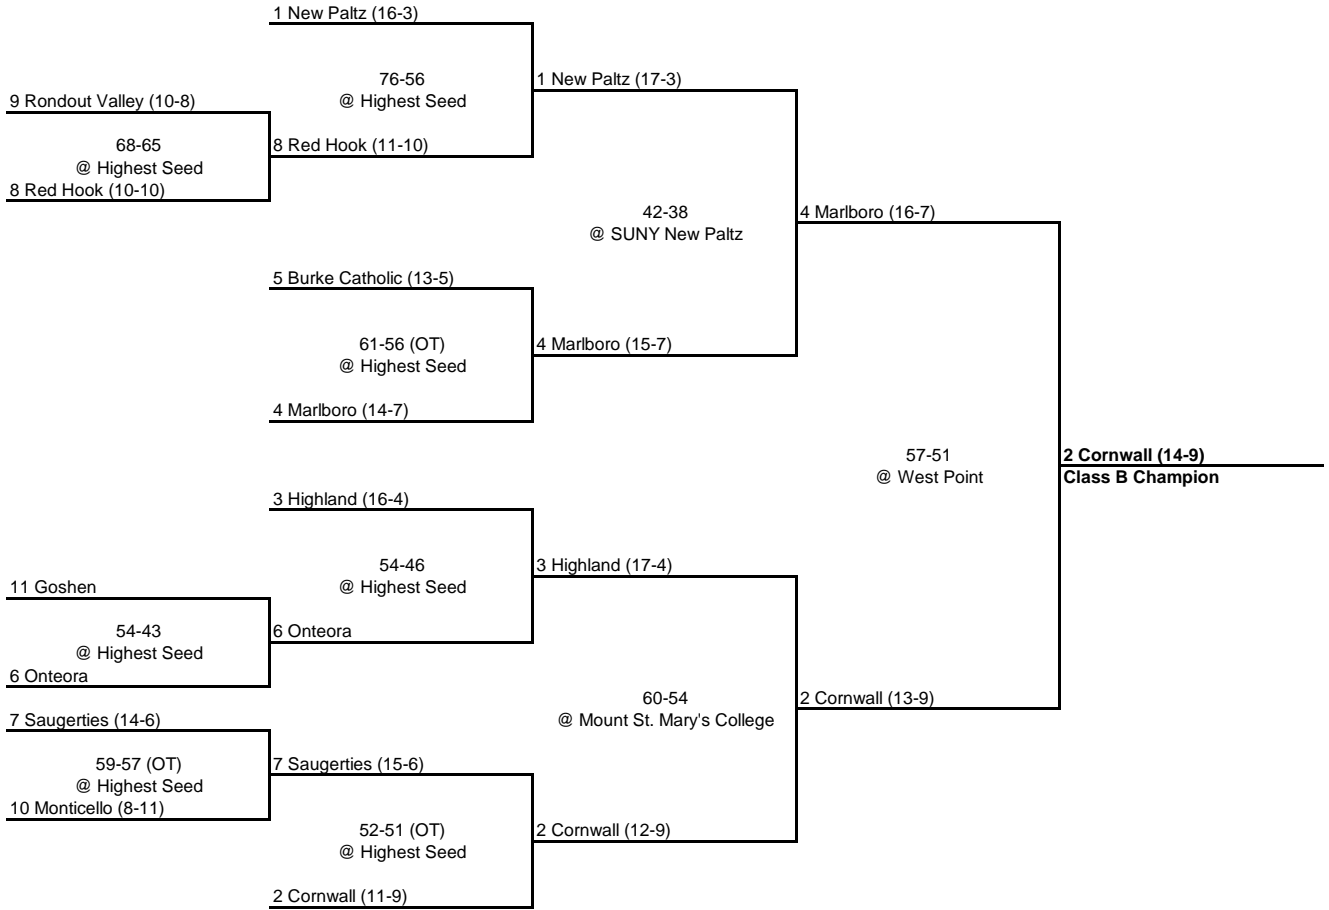 1 New Paltz (16-3)
76-56
@ Highest Seed
1 New Paltz (17-3)
9 Rondout Valley (10-8)
68-65
@ Highest Seed
8 Red Hook (11-10)
8 Red Hook (10-10)
42-38
@ SUNY New Paltz
4 Marlboro (16-7)
5 Burke Catholic (13-5)
61-56 (OT)
@ Highest Seed
4 Marlboro (15-7)
4 Marlboro (14-7)
57-51
@ West Point
2 Cornwall (14-9)
Class B Champion
3 Highland (16-4)
54-46
@ Highest Seed
3 Highland (17-4)
11 Goshen
54-43
@ Highest Seed
6 Onteora
6 Onteora
60-54
@ Mount St. Mary's College
2 Cornwall (13-9)
7 Saugerties (14-6)
59-57 (OT)
@ Highest Seed
7 Saugerties (15-6)
10 Monticello (8-11)
52-51 (OT)
@ Highest Seed
2 Cornwall (12-9)
2 Cornwall (11-9)